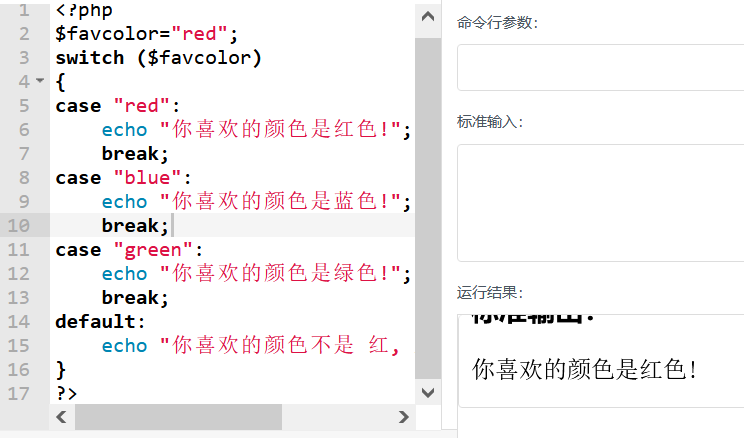 1 <?php
2 $favcolor="red";
3 switch ($favcolor)
4 {
5 case "red":
6 echo "你喜欢的颜色是红色!";
7 break;
8 case "blue":
9 echo "你喜欢的颜色是蓝色!";
10 break;
11 case "green":
12 echo "你喜欢的颜色是绿色!";
13 break;
14 default:
15 echo "你喜欢的颜色不是 红,
16 }
17 ?>
命令行参数:
标准输入:
运行结果:
标准输出:
你喜欢的颜色是红色!